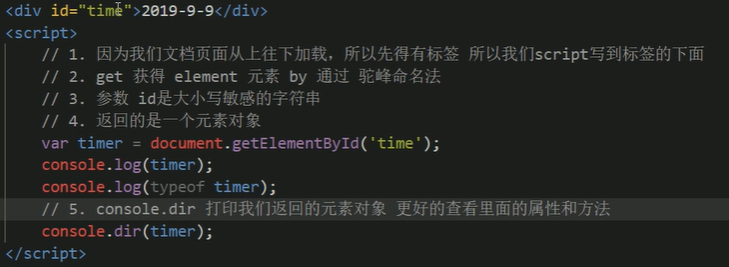 <div id="time">2019-9-9</div>
<script>
// 1. 因为我们文档页面从上往下加载，所以先得有标签 所以我们script写到标签的下面
// 2. get 获得 element 元素 by 通过 驼峰命名法
// 3. 参数 id是大小写敏感的字符串
// 4. 返回的是一个元素对象
var timer = document.getElementById('time');
console.log(timer);
console.log(typeof timer);
// 5. console.dir 打印我们返回的元素对象 更好的查看里面的属性和方法
console.dir(timer);
</script>